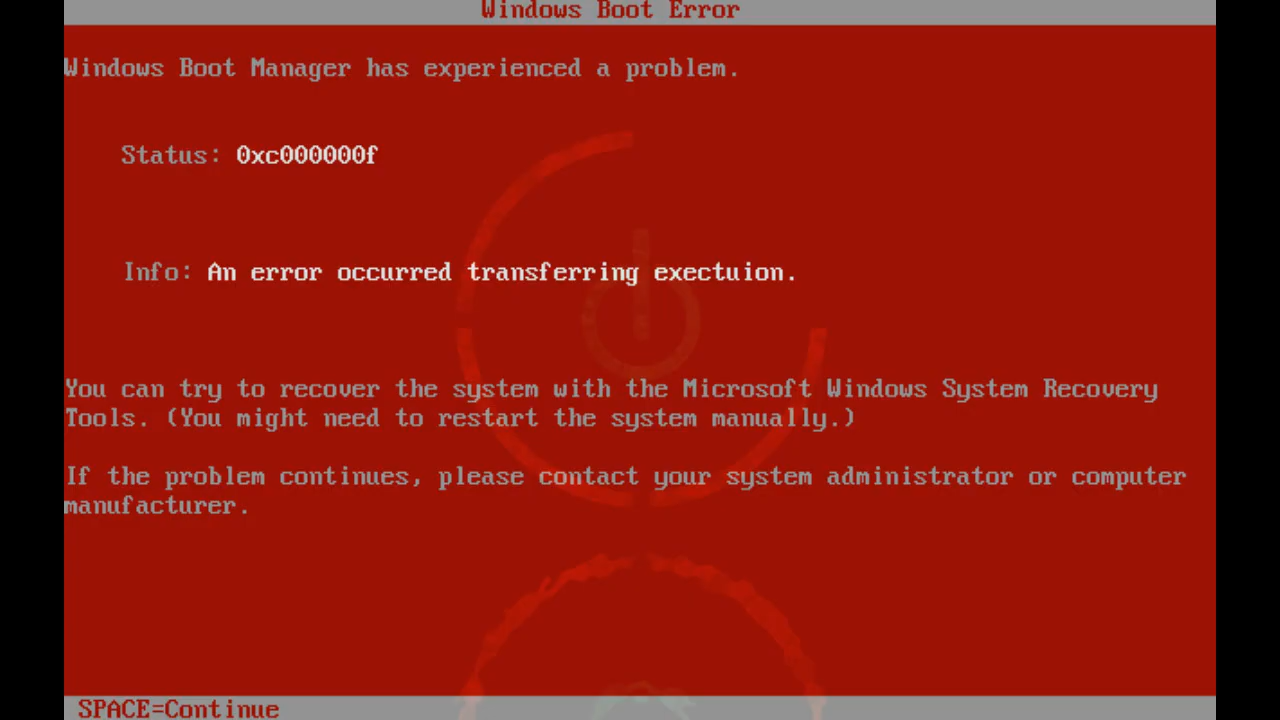 Windows Boot Error
Windows Boot Manager has experienced a problem.
Status: 0xc000000f
Info: An error occurred transferring exectuion.
You can try to recover the system with the Microsoft Windows System Recovery
Tools. (You might need to restart the system manually.)
If the problem continues, please contact your system administrator or computer
manufacturer.
SPACE=Continue